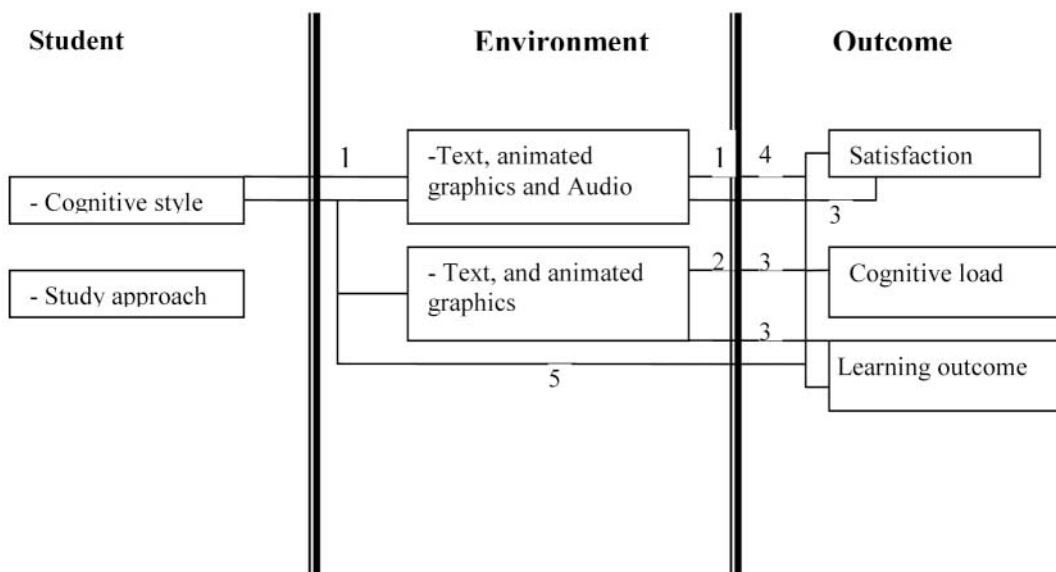 Student
Environment
Outcome
1
-Text, animated
graphics and Audio
1
4
Satisfaction
- Cognitive style
3
- Study approach
- Text, and animated
graphics
2
3
Cognitive load
3
5
Learning outcome